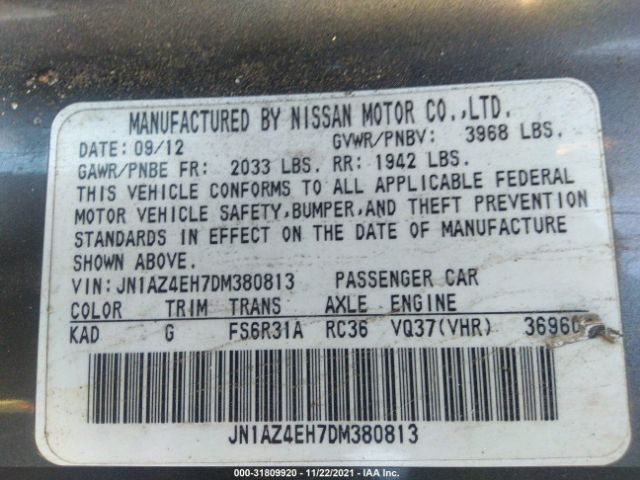 MANUFACTURED BY NISSAN MOTOR CO.,LTD.
DATE: 09/12 GVWR/PNBV: 3968 LBS.
GAWR/PNBE FR: 2033 LBS. RR: 1942 LBS.
THIS VEHICLE CONFORMS TO ALL APPLICABLE FEDERAL
MOTOR VEHICLE SAFETY,BUMPER,AND THEFT PREVENTION
STANDARDS IN EFFECT ON THE DATE OF MANUFACTURE
SHOWN ABOVE.
VIN:JN1AZ4EH7DM380813 PASSENGER CAR
COLOR TRIM TRANS AXLE ENGINE
KAD G FS6R31A RC36 VQ37(VHR)
JN1AZ4EH7DM380813
000-31809920 - 11/22/2021 - IAA Inc.